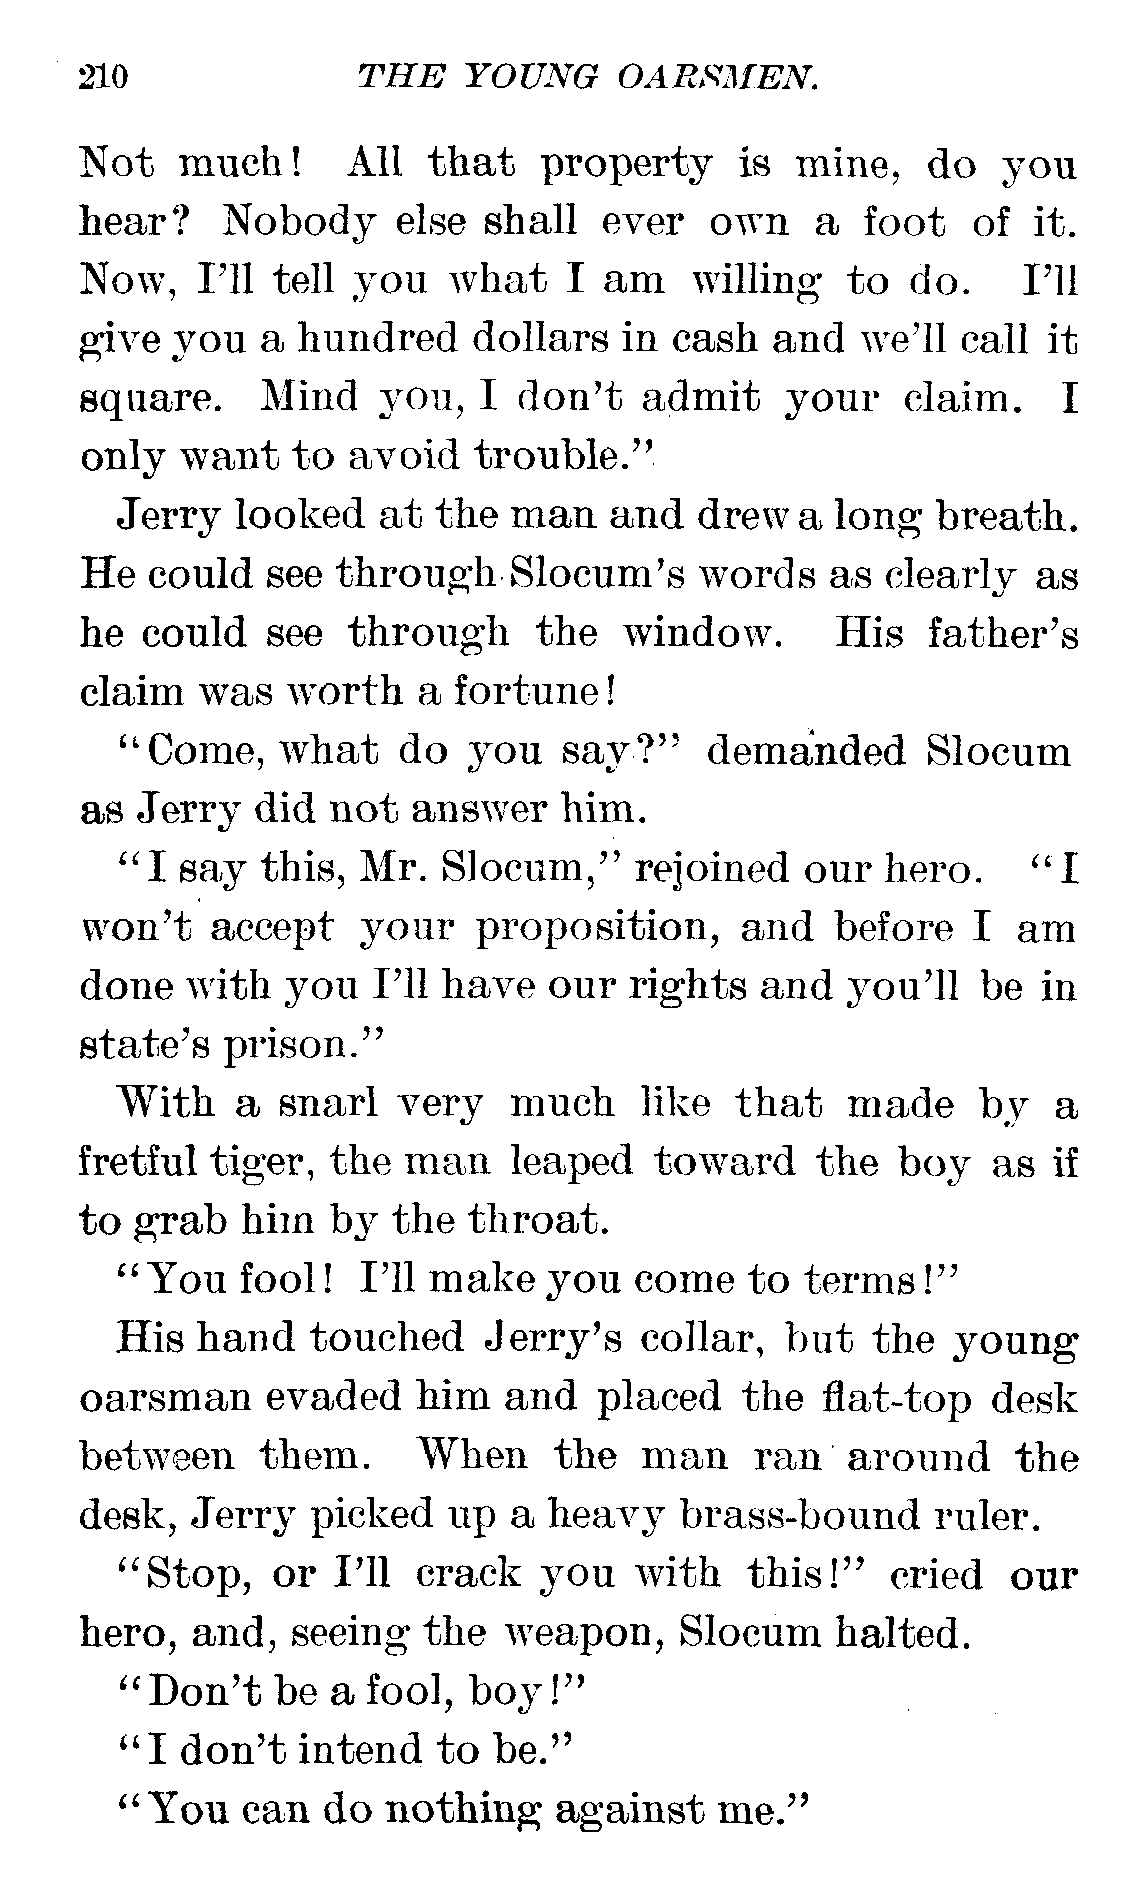 210 THE YOUNG OARSMEN.
Not much! All that property is mine, do you
hear? Nobody else shall ever own a foot of it.
Now, I'll tell you what I am willing to do. I'll
give you a hundred dollars in cash and we'll call it
square. Mind you, I don't admit your claim. I
only want to avoid trouble."
Jerry looked at the man and drew a long breath.
He could see through Slocum's words as clearly as
he could see through the window. His father's
claim was worth a fortune!
"Come, what do you say?" demanded Slocum
as Jerry did not answer him.
"I say this, Mr. Slocum," rejoined our hero. "I
won't accept your proposition, and before I am
done with you I'll have our rights and you'll be in
state's prison."
With a snarl very much like that made by a
fretful tiger, the man leaped toward the boy as if
to grab him by the throat.
"You fool! I'll make you come to terms!"
His hand touched Jerry's collar, but the young
oarsman evaded him and placed the flat-top desk
between them. When the man ran around the
desk, Jerry picked up a heavy brass-bound ruler.
"Stop, or I'll crack you with this!" cried our
hero, and, seeing the weapon, Slocum halted.
"Don't be a fool, boy!"
"I don't intend to be."
"You can do nothing against me."